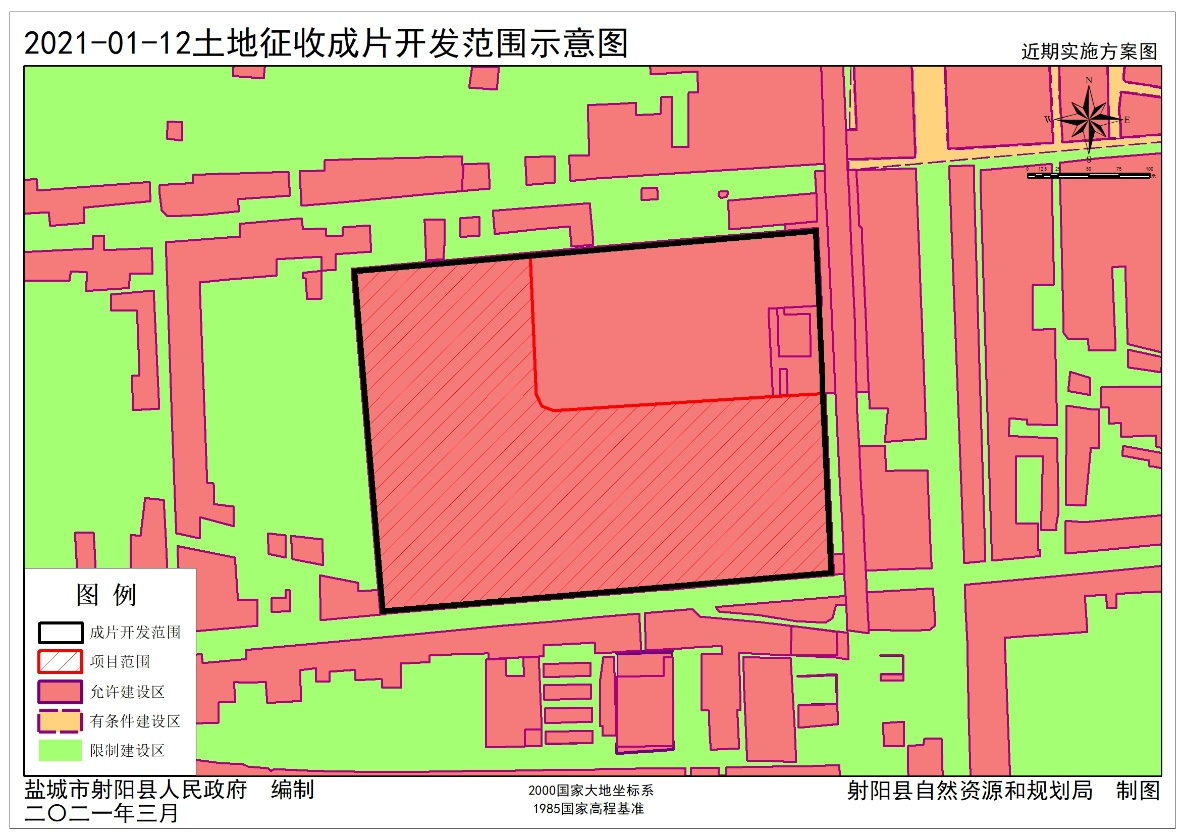 2021-01-12土地征收成片开发范围示意图
近期实施方案图
N
W
E
图 例
成片开发范围
项目范围
允许建设区
有条件建设区
限制建设区
盐城市射阳县人民政府 编制
二〇二一年三月
2000国家大地坐标系
1985国家高程基准
射阳县自然资源和规划局 制图